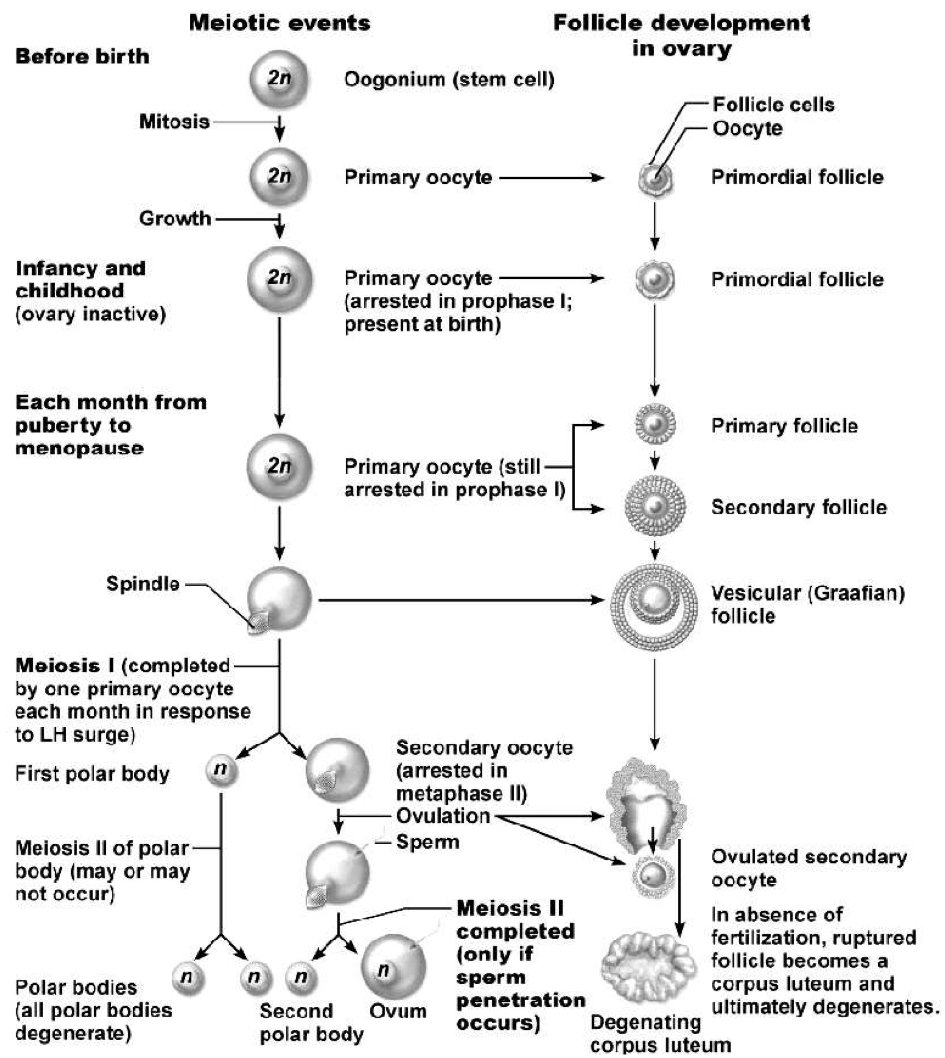 Meiotic events
Follicle development
in ovary
Before birth
2n
Oogonium (stem cell)
Follicle cells
Oocyte
Mitosis
2n
Primary oocyte
Primordial follicle
Growth
Infancy and
childhood
(ovary inactive)
2n
Primary oocyte
(arrested in prophase I;
present at birth)
Primordial follicle
Each month from
puberty to
menopause
2n
Primary oocyte (still
arrested in prophase I)
Primary follicle
Secondary follicle
Spindle
Vesicular (Graafian)
follicle
Meiosis I (completed
by one primary oocyte
each month in response
to LH surge)
First polar body
n
Secondary oocyte
(arrested in
metaphase II)
Ovulation
Sperm
Meiosis II of polar
body (may or may
not occur)
Ovulated secondary
oocyte
Meiosis II
completed
(only if
sperm
penetration
occurs)
In absence of
fertilization, ruptured
follicle becomes a
corpus luteum and
ultimately degenerates.
n
n
n
n
Polar bodies
(all polar bodies
degenerate)
Second
polar body
Ovum
Degenating
corpus luteum